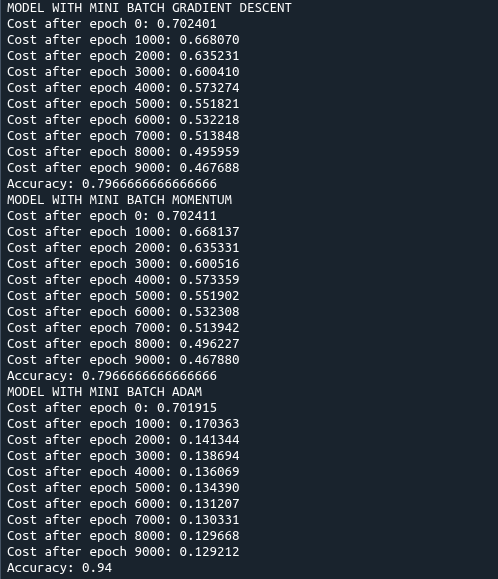 MODEL WITH MINI BATCH GRADIENT DESCENT
Cost after epoch 0: 0.702401
Cost after epoch 1000: 0.668070
Cost after epoch 2000: 0.635231
Cost after epoch 3000: 0.600410
Cost after epoch 4000: 0.573274
Cost after epoch 5000: 0.551821
Cost after epoch 6000: 0.532218
Cost after epoch 7000: 0.513848
Cost after epoch 8000: 0.495959
Cost after epoch 9000: 0.467688
Accuracy: 0.7966666666666666
MODEL WITH MINI BATCH MOMENTUM
Cost after epoch 0: 0.702411
Cost after epoch 1000: 0.668137
Cost after epoch 2000: 0.635331
Cost after epoch 3000: 0.600516
Cost after epoch 4000: 0.573359
Cost after epoch 5000: 0.551902
Cost after epoch 6000: 0.532308
Cost after epoch 7000: 0.513942
Cost after epoch 8000: 0.496227
Cost after epoch 9000: 0.467880
Accuracy: 0.7966666666666666
MODEL WITH MINI BATCH ADAM
Cost after epoch 0: 0.701915
Cost after epoch 1000: 0.170363
Cost after epoch 2000: 0.141344
Cost after epoch 3000: 0.138694
Cost after epoch 4000: 0.136069
Cost after epoch 5000: 0.134390
Cost after epoch 6000: 0.131207
Cost after epoch 7000: 0.130331
Cost after epoch 8000: 0.129668
Cost after epoch 9000: 0.129212
Accuracy: 0.94